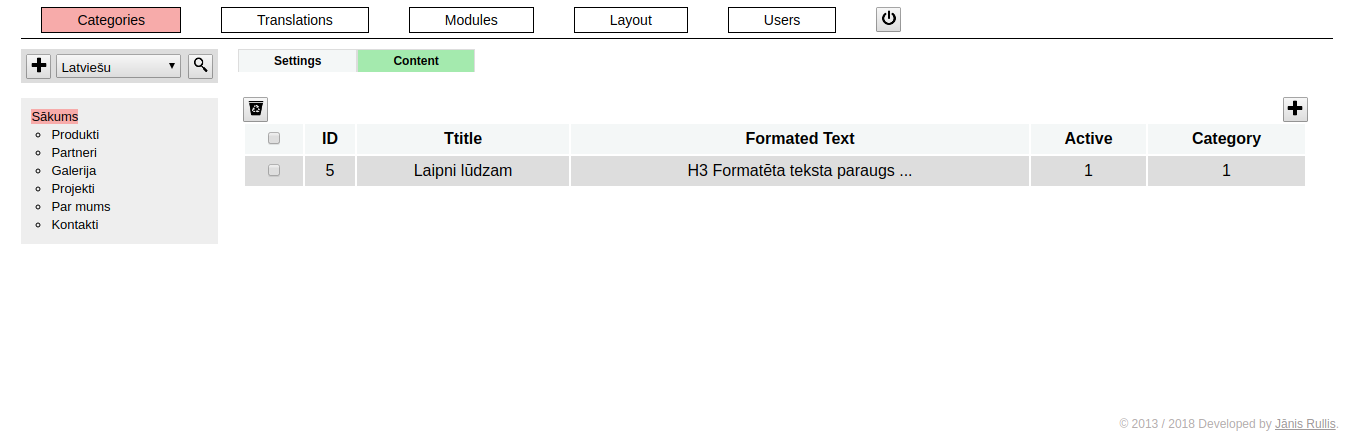 Categories Translations Modules Layout Users
Latviešu
Settings Content
Sākums
Produkti
Partneri
Galerija
Projekti
Par mums
Kontakti
ID Ttitle Formated Text Active Category
5 Laipni lūdzam H3 Formatēta teksta paraugs ... 1 1
© 2013 / 2018 Developed by Jānis Rullis.